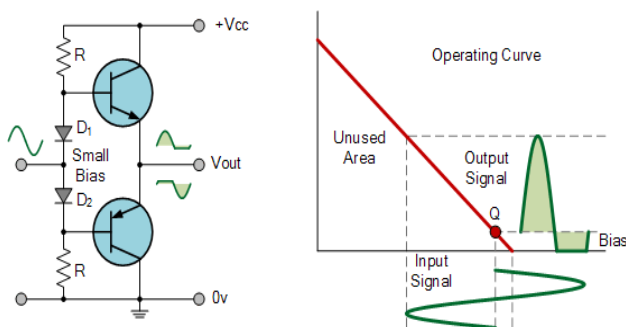 +Vcc
R
D1
Small
Bias
Vout
D2
R
0v
Operating Curve
Unused
Area
Output
Signal
Q
Bias
Input
Signal